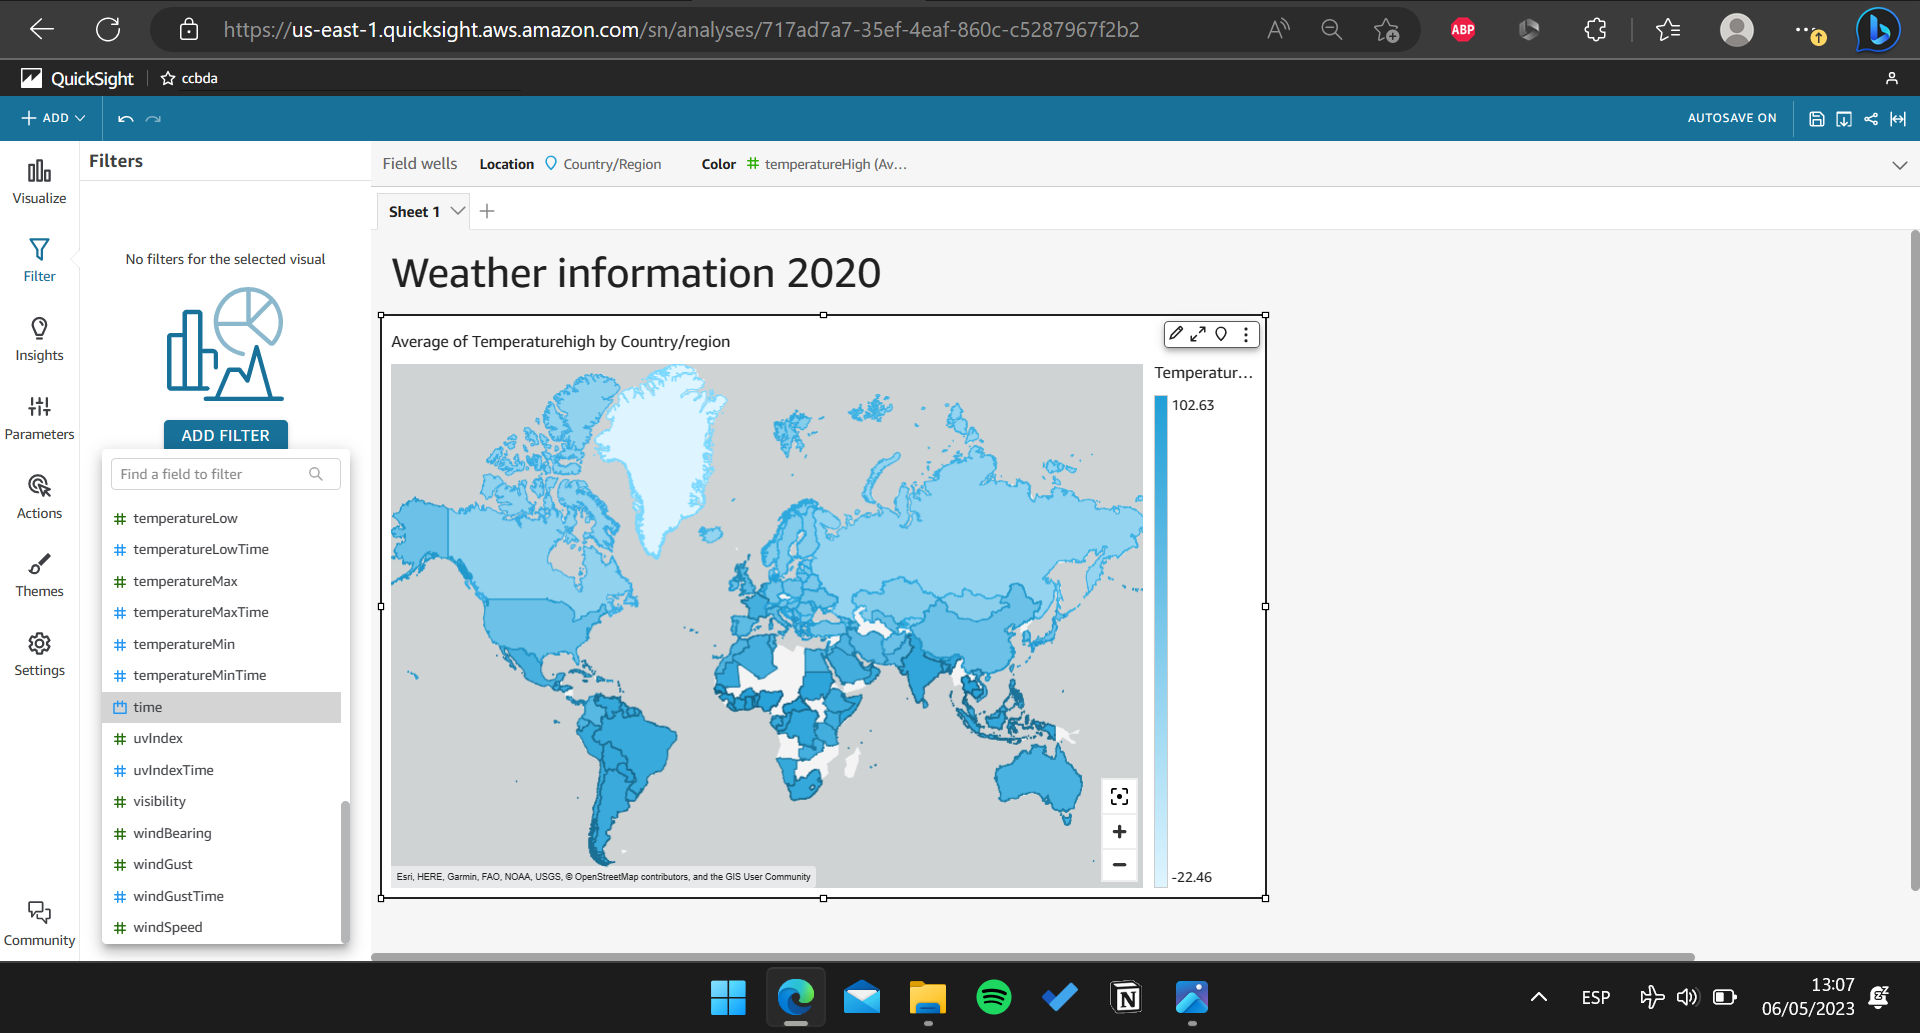 https://us-east-1.quicksight.aws.amazon.com/sn/analyses/717ad7a7-35ef-4eaf-860c-c5287967f2b2
ABP
QuickSight
ccbda
ADD
AUTOSAVE ON
Visualize
Filter
Insights
Parameters
Actions
Themes
Settings
Community
Filters
No filters for the selected visual
ADD FILTER
Find a field to filter
temperatureLow
temperatureLowTime
temperatureMax
temperatureMaxTime
temperatureMin
temperatureMinTime
time
uvIndex
uvIndexTime
visibility
windBearing
windGust
windGustTime
windSpeed
Field wells Location Country/Region Color temperatureHigh (Av...
Sheet 1
Weather information 2020
Average of Temperaturehigh by Country/region
Temperatur...
102.63
-22.46
Esri, HERE, Garmin, FAO, NOAA, USGS, © OpenStreetMap contributors, and the GIS User Community
ESP
13:07
06/05/2023